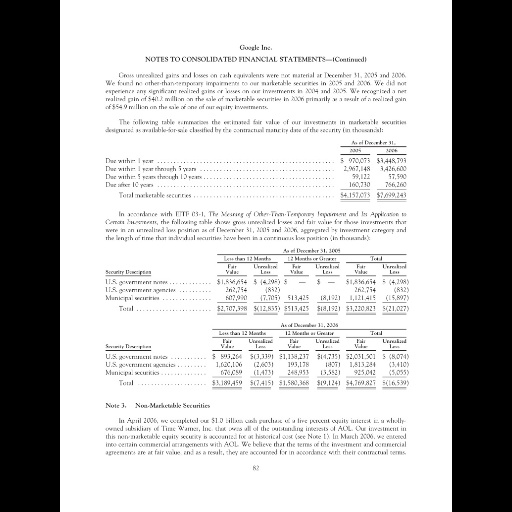 Google Inc.
NOTES TO CONSOLIDATED FINANCIAL STATEMENTS—(Continued)
Gross unrealized gains and losses on cash equivalents were not material at December 31, 2005 and 2006.
We found no other-than-temporary impairments to our marketable securities in 2005 and 2006. We did not
experience any significant realized gains or losses on our investments in 2004 and 2005. We recognized a net
realized gain of $40.2 million on the sale of marketable securities in 2006 primarily as a result of a realized gain
of $54.9 million on the sale of one of our equity investments.
The following table summarizes the estimated fair value of our investments in marketable securities
designated as available-for-sale classified by the contractual maturity date of the security (in thousands):
As of December 31,
2005 2006
Due within 1 year $ 970,073 $3,448,793
Due within 1 year through 5 years 2,967,148 3,426,600
Due within 5 years through 10 years 59,122 57,590
Due after 10 years 160,730 766,260
Total marketable securities $4,157,073 $7,699,243
In accordance with EITF 03-1, The Meaning of Other-Than-Temporary Impairment and Its Application to
Certain Investments, the following table shows gross unrealized losses and fair value for those investments that
were in an unrealized loss position as of December 31, 2005 and 2006, aggregated by investment category and
the length of time that individual securities have been in a continuous loss position (in thousands):
As of December 31, 2005
Less than 12 Months 12 Months or Greater Total
Security Description Fair Value Unrealized Loss Fair Value Unrealized Loss Fair Value Unrealized Loss
U.S. government notes $1,836,654 $ (4,298) $ — $ — $1,836,654 $ (4,298)
U.S. government agencies 262,754 (832) 262,754 (832)
Municipal securities 607,990 (7,705) 513,425 (8,192) 1,121,415 (15,897)
Total $2,707,398 $(12,835) $513,425 $(8,192) $3,220,823 $(21,027)
As of December 31, 2006
Less than 12 Months 12 Months or Greater Total
Security Description Fair Value Unrealized Loss Fair Value Unrealized Loss Fair Value Unrealized Loss
U.S. government notes $ 893,264 $(3,339) $1,138,237 $(4,735) $2,031,501 $ (8,074)
U.S. government agencies 1,620,106 (2,603) 193,178 (807) 1,813,284 (3,410)
Municipal securities 676,089 (1,473) 248,953 (3,582) 925,042 (5,055)
Total $3,189,459 $(7,415) $1,580,368 $(9,124) $4,769,827 $(16,539)
Note 3. Non-Marketable Securities
In April 2006, we completed our $1.0 billion cash purchase of a five percent equity interest in a wholly-
owned subsidiary of Time Warner, Inc. that owns all of the outstanding interests of AOL. Our investment in
this non-marketable equity security is accounted for at historical cost (see Note 1). In March 2006, we entered
into certain commercial arrangements with AOL. We believe that the terms of the investment and commercial
agreements are at fair value, and as a result, they are accounted for in accordance with their contractual terms.
82